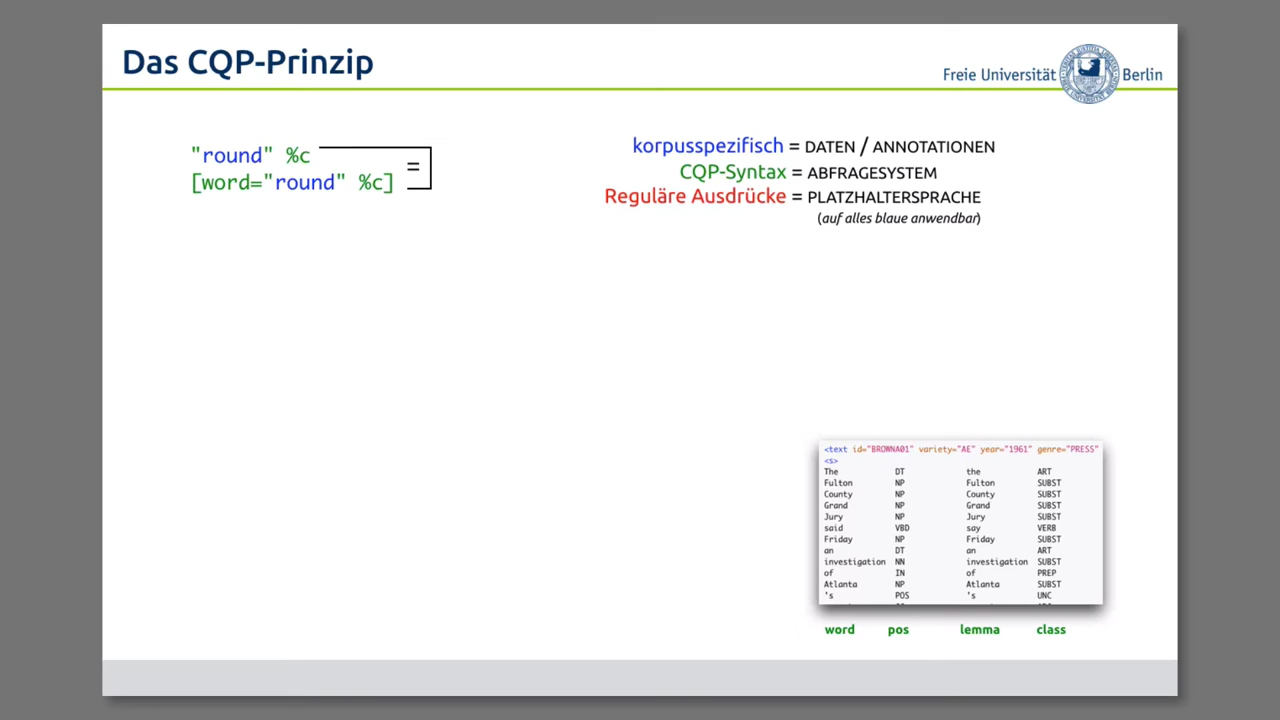 Das CQP-Prinzip
Freie Universität Berlin
"round" %c
[word="round" %c]
=
korpusspezifisch = DATEN / ANNOTATIONEN
CQP-Syntax = ABFRAGESYSTEM
Reguläre Ausdrücke = PLATZHALTERSPRACHE
(auf alles blaue anwendbar)
<text id="BROWNA01" variety="AE" year="1961" genre="PRESS"
<s>
The DT the ART
Fulton NP Fulton SUBST
County NP County SUBST
Grand NP Grand SUBST
Jury NP Jury SUBST
said VBD say VERB
Friday NP Friday SUBST
an DT an ART
investigation NN investigation SUBST
of IN of PREP
Atlanta NP Atlanta SUBST
's POS 's UNC
word pos lemma class